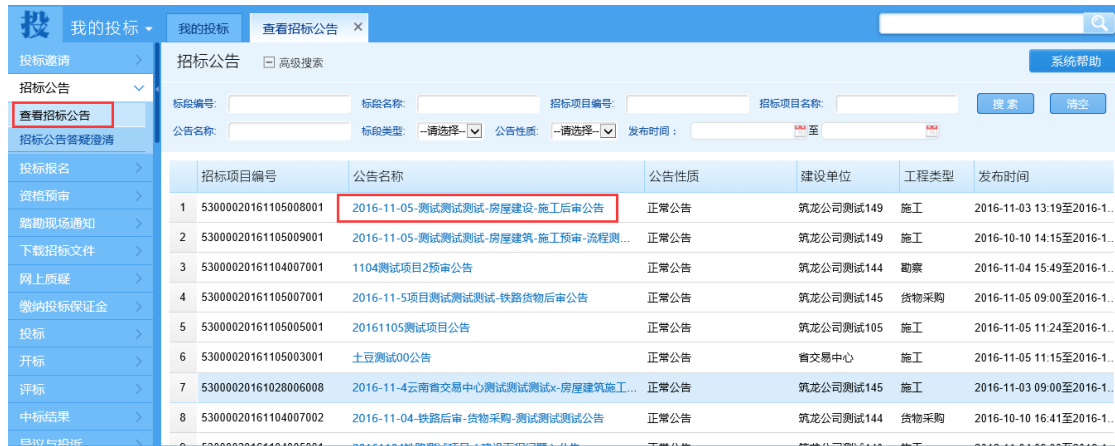 投 我的投标 我的投标 查看招标公告 ×
投标邀请
招标公告
查看招标公告
招标公告答疑澄清
投标报名
资格预审
踏勘现场通知
下载招标文件
网上质疑
缴纳投标保证金
投标
开标
评标
中标结果
异议与投诉
招标公告 高级搜索 系统帮助
标段编号: 标段名称: 招标项目编号: 招标项目名称: 搜 索 清空
公告名称: 标段类型: --请选择-- 公告性质: --请选择-- 发布时间: 至
招标项目编号 公告名称 公告性质 建设单位 工程类型 发布时间
1 53000020161105008001 2016-11-05-测试测试测试-房屋建设-施工后审公告 正常公告 筑龙公司测试149 施工 2016-11-03 13:19至2016-1...
2 53000020161105009001 2016-11-05-测试测试测试-房屋建筑-施工预审-流程测... 正常公告 筑龙公司测试149 施工 2016-10-10 14:15至2016-1...
3 53000020161104007001 1104测试项目2预审公告 正常公告 筑龙公司测试144 勘察 2016-11-04 15:49至2016-1...
4 53000020161105007001 2016-11-5项目测试测试测试-铁路货物后审公告 正常公告 筑龙公司测试145 货物采购 2016-11-05 09:00至2016-1...
5 53000020161105005001 20161105测试项目公告 正常公告 筑龙公司测试105 施工 2016-11-05 11:24至2016-1...
6 53000020161105003001 土豆测试00公告 正常公告 省交易中心 施工 2016-11-05 11:15至2016-1...
7 53000020161028006008 2016-11-4云南省交易中心测试测试测试x-房屋建筑施工... 正常公告 筑龙公司测试145 施工 2016-11-03 09:00至2016-1...
8 53000020161104007002 2016-11-04-铁路后审-货物采购-测试测试测试公告 正常公告 筑龙公司测试144 货物采购 2016-10-10 16:41至2016-1...